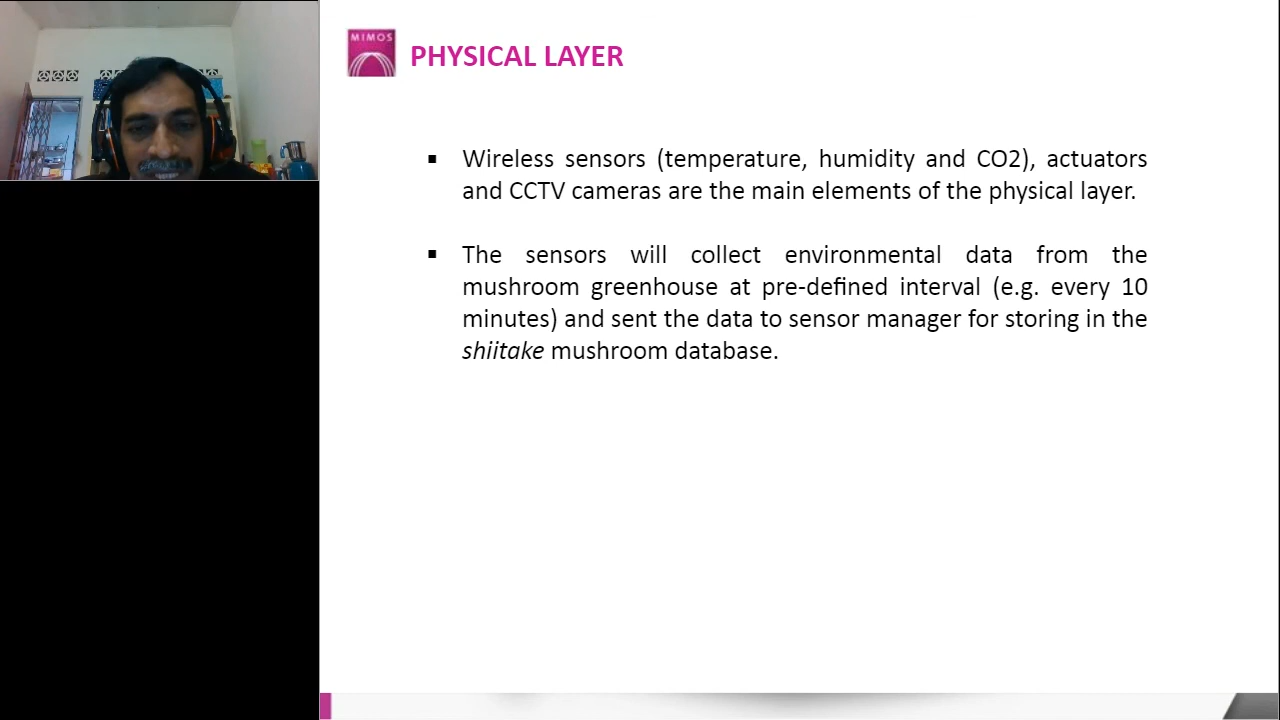 MIMOS
PHYSICAL LAYER
▪ Wireless sensors (temperature, humidity and CO2), actuators
and CCTV cameras are the main elements of the physical layer.
▪ The sensors will collect environmental data from the
mushroom greenhouse at pre-defined interval (e.g. every 10
minutes) and sent the data to sensor manager for storing in the
shiitake mushroom database.